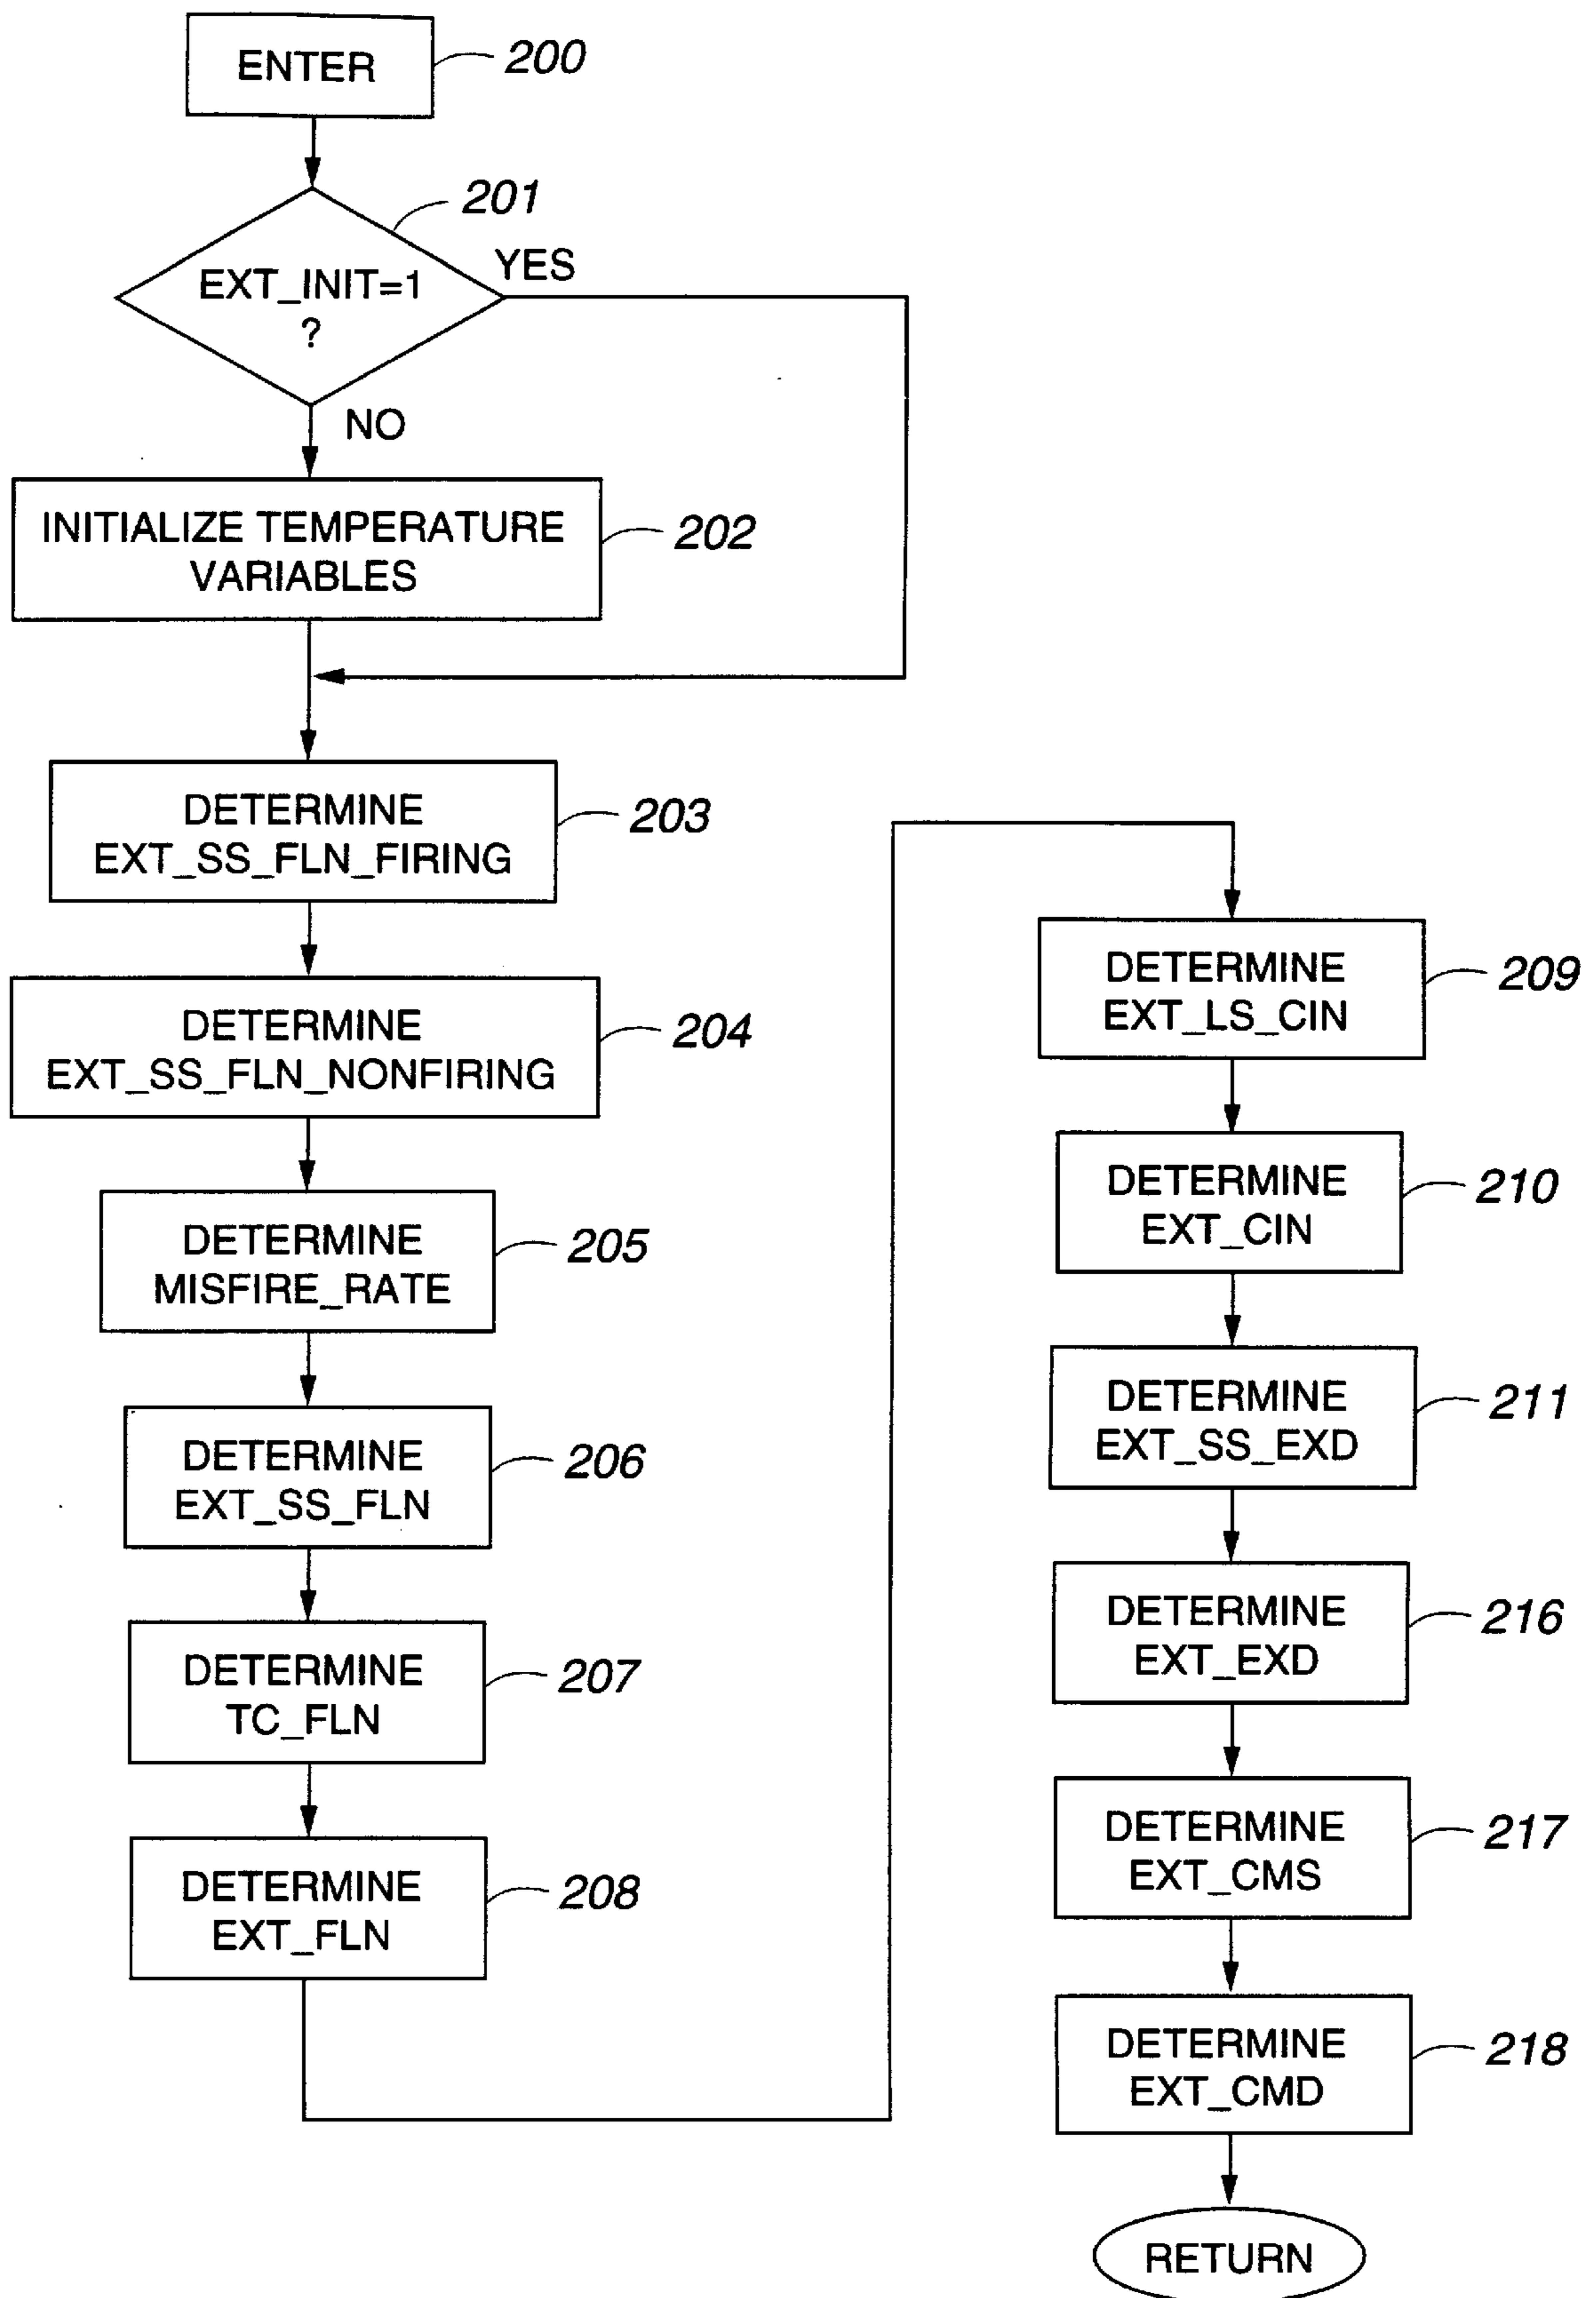 ENTER
200
201
YES
EXT_INIT=1
?
NO
INITIALIZE TEMPERATURE
VARIABLES
202
DETERMINE
EXT_SS_FLN_FIRING
203
DETERMINE
EXT_SS_FLN_NONFIRING
204
DETERMINE
MISFIRE_RATE
205
DETERMINE
EXT_SS_FLN
206
DETERMINE
TC_FLN
207
DETERMINE
EXT_FLN
208
DETERMINE
EXT_LS_CIN
209
DETERMINE
EXT_CIN
210
DETERMINE
EXT_SS_EXD
211
DETERMINE
EXT_EXD
216
DETERMINE
EXT_CMS
217
DETERMINE
EXT_CMD
218
RETURN